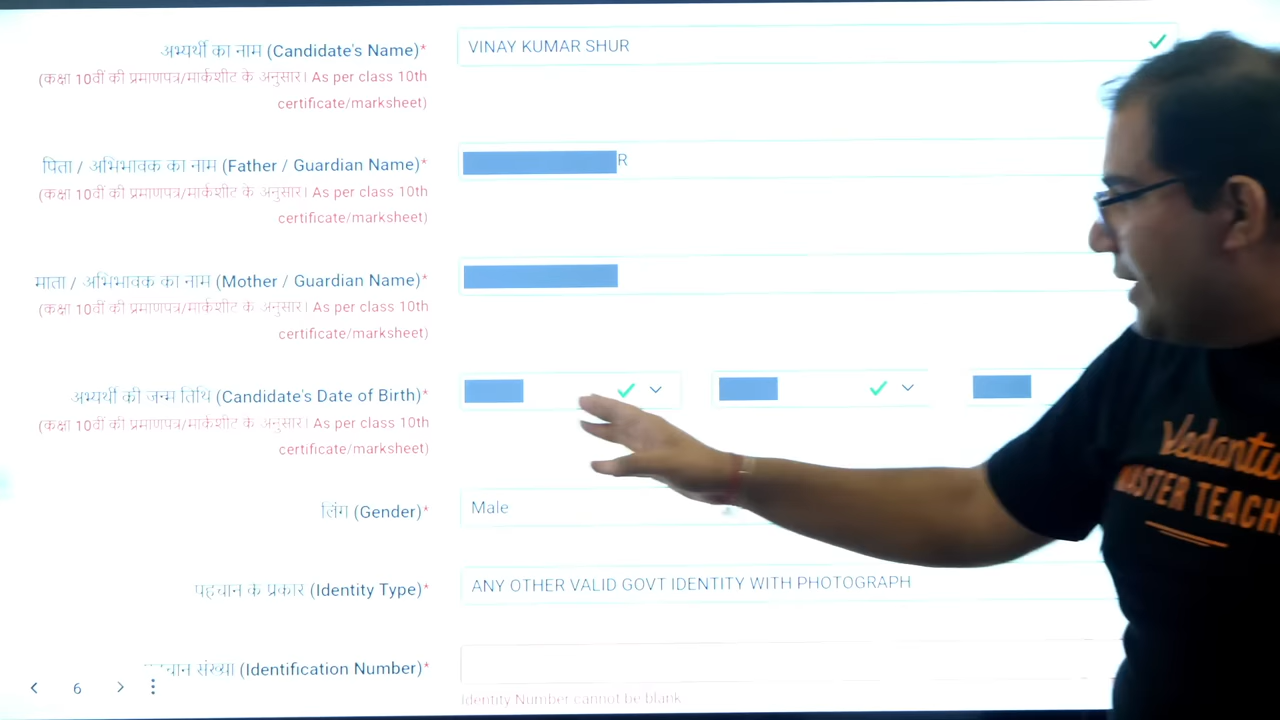 अभ्यर्थी का नाम (Candidate's Name)*
VINAY KUMAR SHUR
(कक्षा 10वीं की प्रमाणपत्र/मार्कशीट के अनुसार। As per class 10th
certificate/marksheet)
पिता / अभिभावक का नाम (Father / Guardian Name)*
R
(कक्षा 10वीं की प्रमाणपत्र/मार्कशीट के अनुसार। As per class 10th
certificate/marksheet)
माता / अभिभावक का नाम (Mother / Guardian Name)*
(कक्षा 10वीं की प्रमाणपत्र/मार्कशीट के अनुसार। As per class 10th
certificate/marksheet)
अभ्यर्थी की जन्म तिथि (Candidate's Date of Birth)*
(कक्षा 10वीं की प्रमाणपत्र/मार्कशीट के अनुसार। As per class 10th
certificate/marksheet)
लिंग (Gender)*
Male
पहचान के प्रकार (Identity Type)*
ANY OTHER VALID GOVT IDENTITY WITH PHOTOGRAPH
संख्या (Identification Number)*
Identity Number cannot be blank
6
Vedantu
MASTER TEACH